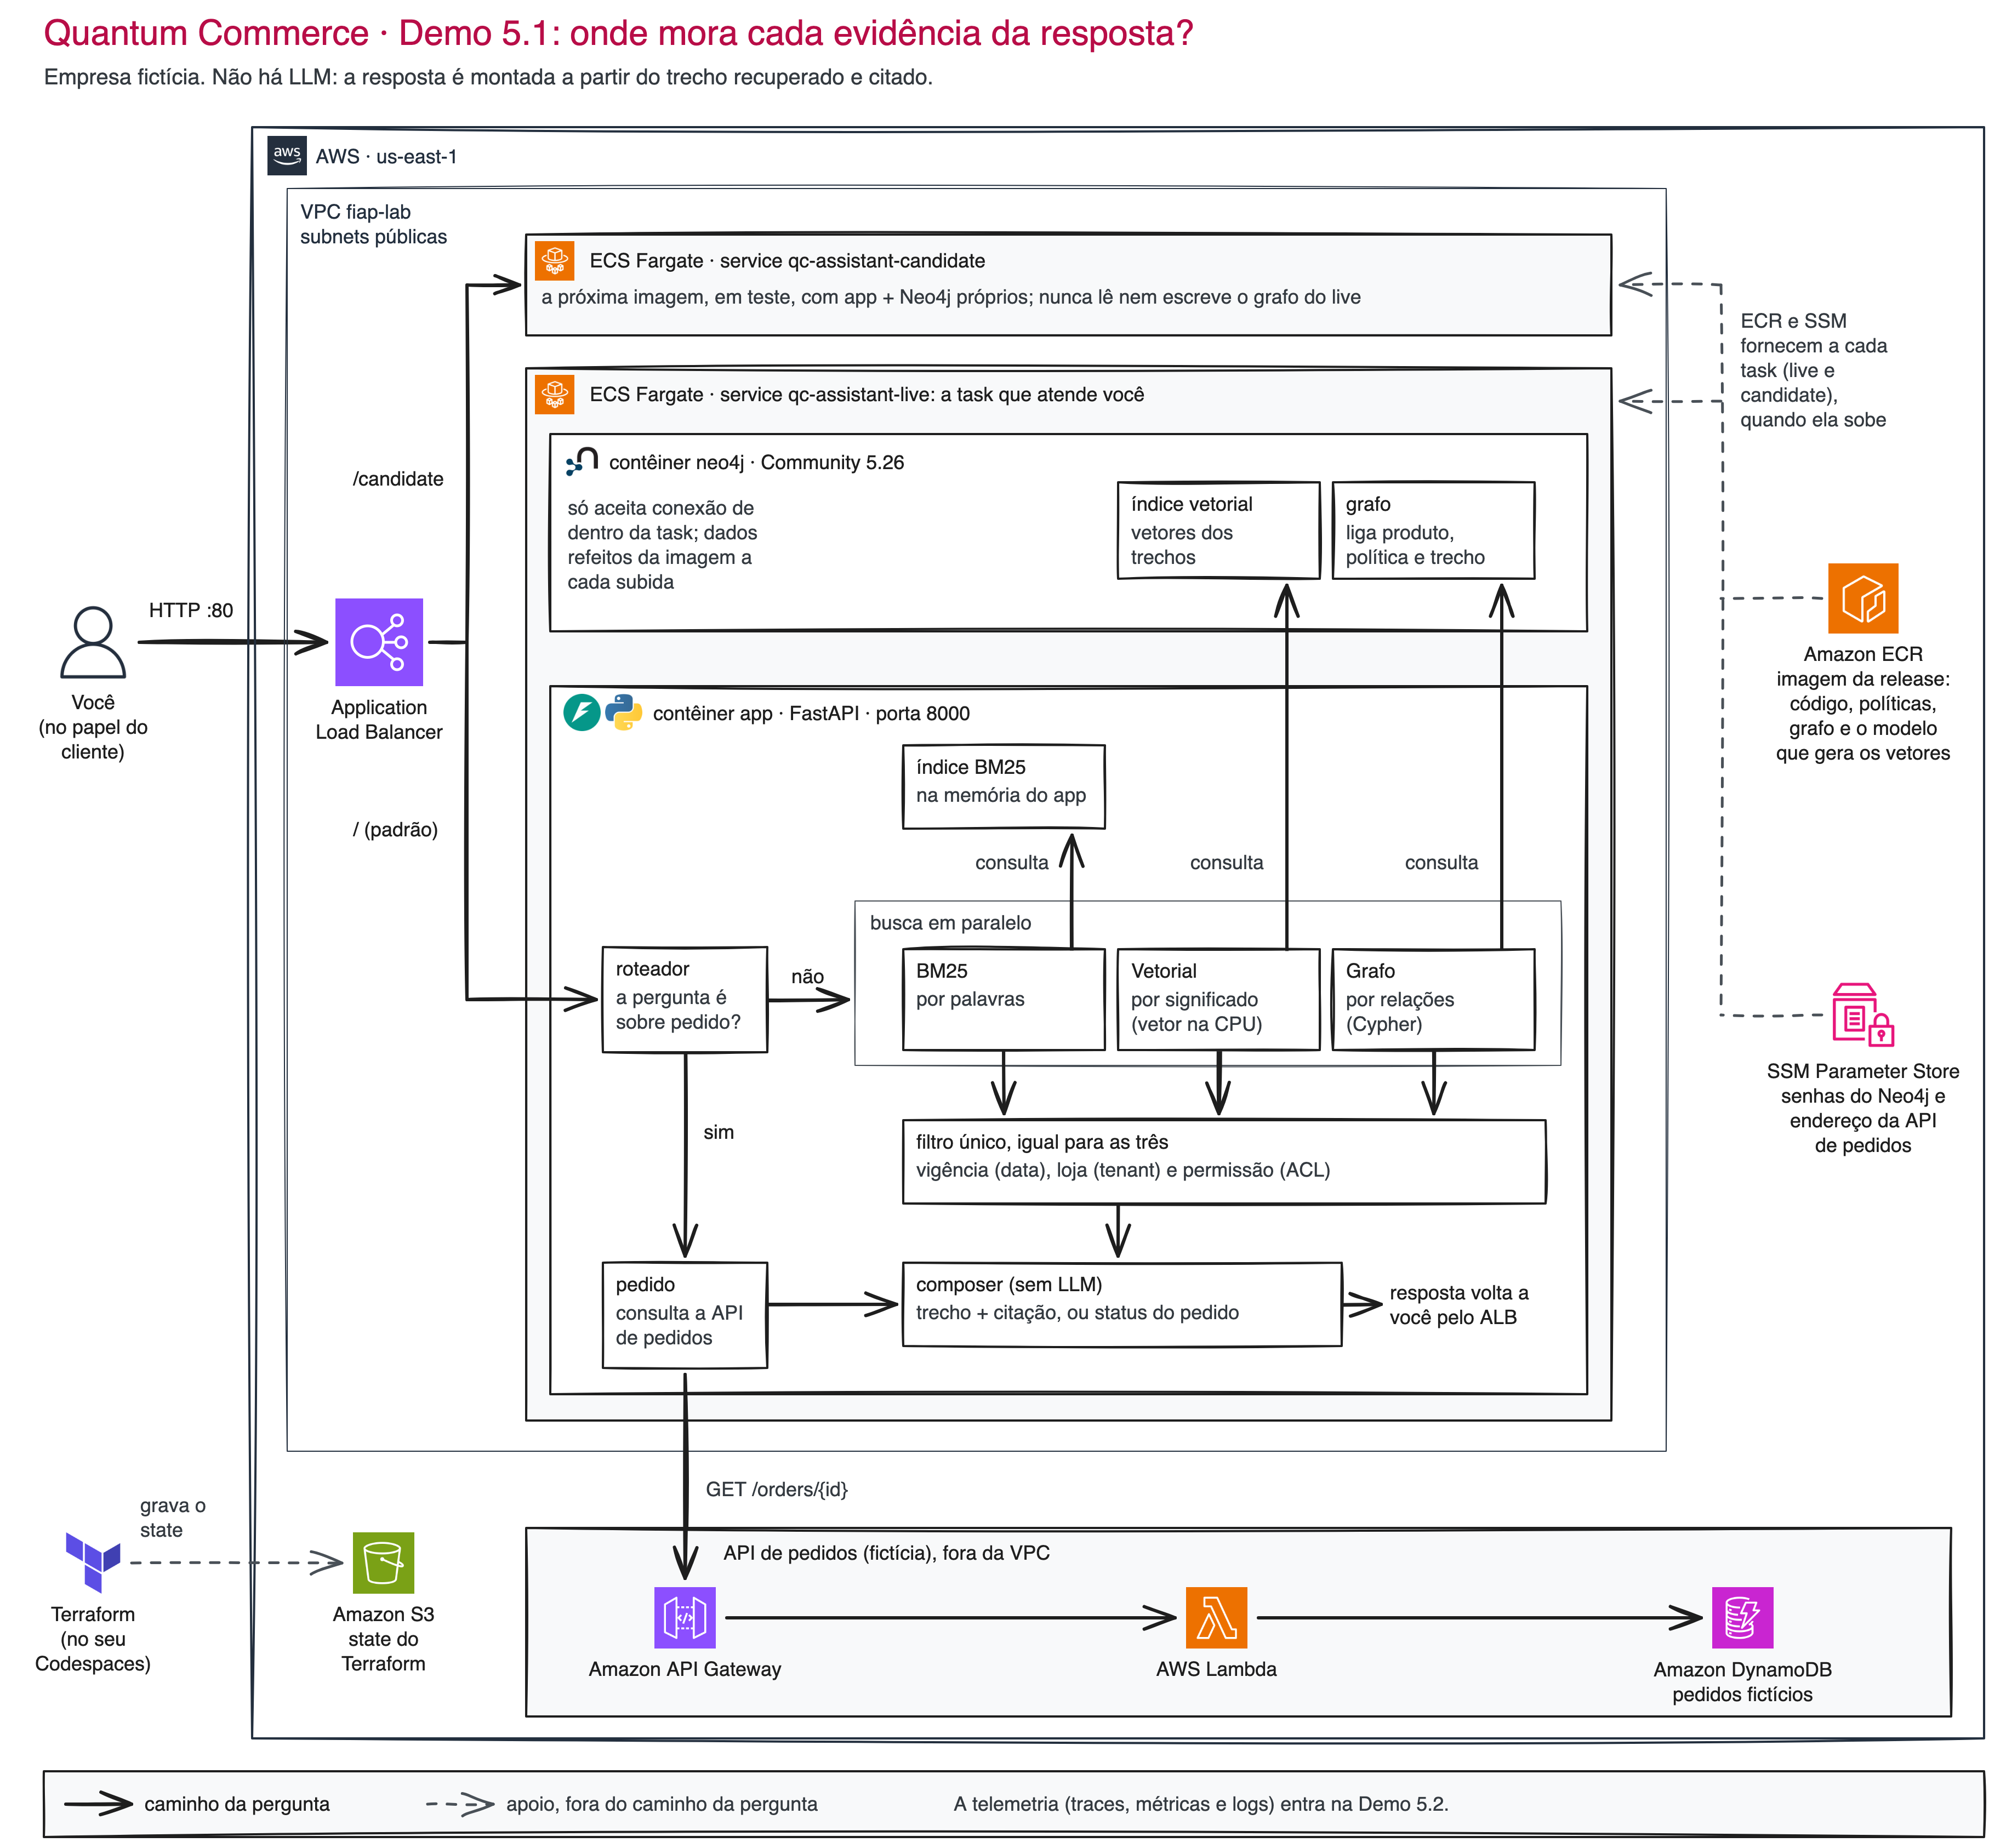 Quantum Commerce · Demo 5.1: onde mora cada evidência da resposta?
Empresa fictícia. Não há LLM: a resposta é montada a partir do trecho recuperado e citado.
aws
AWS · us-east-1
VPC fiap-lab
subnets públicas
ECS Fargate · service qc-assistant-candidate
a próxima imagem, em teste, com app + Neo4j próprios; nunca lê nem escreve o grafo do live
ECR e SSM
fornecem a cada
task (live e
candidate),
quando ela sobe
ECS Fargate · service qc-assistant-live: a task que atende você
/candidate
contêiner neo4j · Community 5.26
só aceita conexão de
dentro da task; dados
refeitos da imagem a
cada subida
índice vetorial
vetores dos
trechos
grafo
liga produto,
política e trecho
HTTP :80
Você
(no papel do
cliente)
Application
Load Balancer
Amazon ECR
imagem da release:
código, políticas,
grafo e o modelo
que gera os vetores
contêiner app · FastAPI · porta 8000
índice BM25
na memória do app
/ (padrão)
consulta
consulta
consulta
busca em paralelo
roteador
a pergunta é
sobre pedido?
não
BM25
por palavras
Vetorial
por significado
(vetor na CPU)
Grafo
por relações
(Cypher)
SSM Parameter Store
senhas do Neo4j e
endereço da API
de pedidos
sim
filtro único, igual para as três
vigência (data), loja (tenant) e permissão (ACL)
pedido
consulta a API
de pedidos
composer (sem LLM)
trecho + citação, ou status do pedido
resposta volta a
você pelo ALB
GET /orders/{id}
grava o
state
Terraform
(no seu
Codespaces)
Amazon S3
state do
Terraform
API de pedidos (fictícia), fora da VPC
Amazon API Gateway
AWS Lambda
Amazon DynamoDB
pedidos fictícios
caminho da pergunta
apoio, fora do caminho da pergunta
A telemetria (traces, métricas e logs) entra na Demo 5.2.